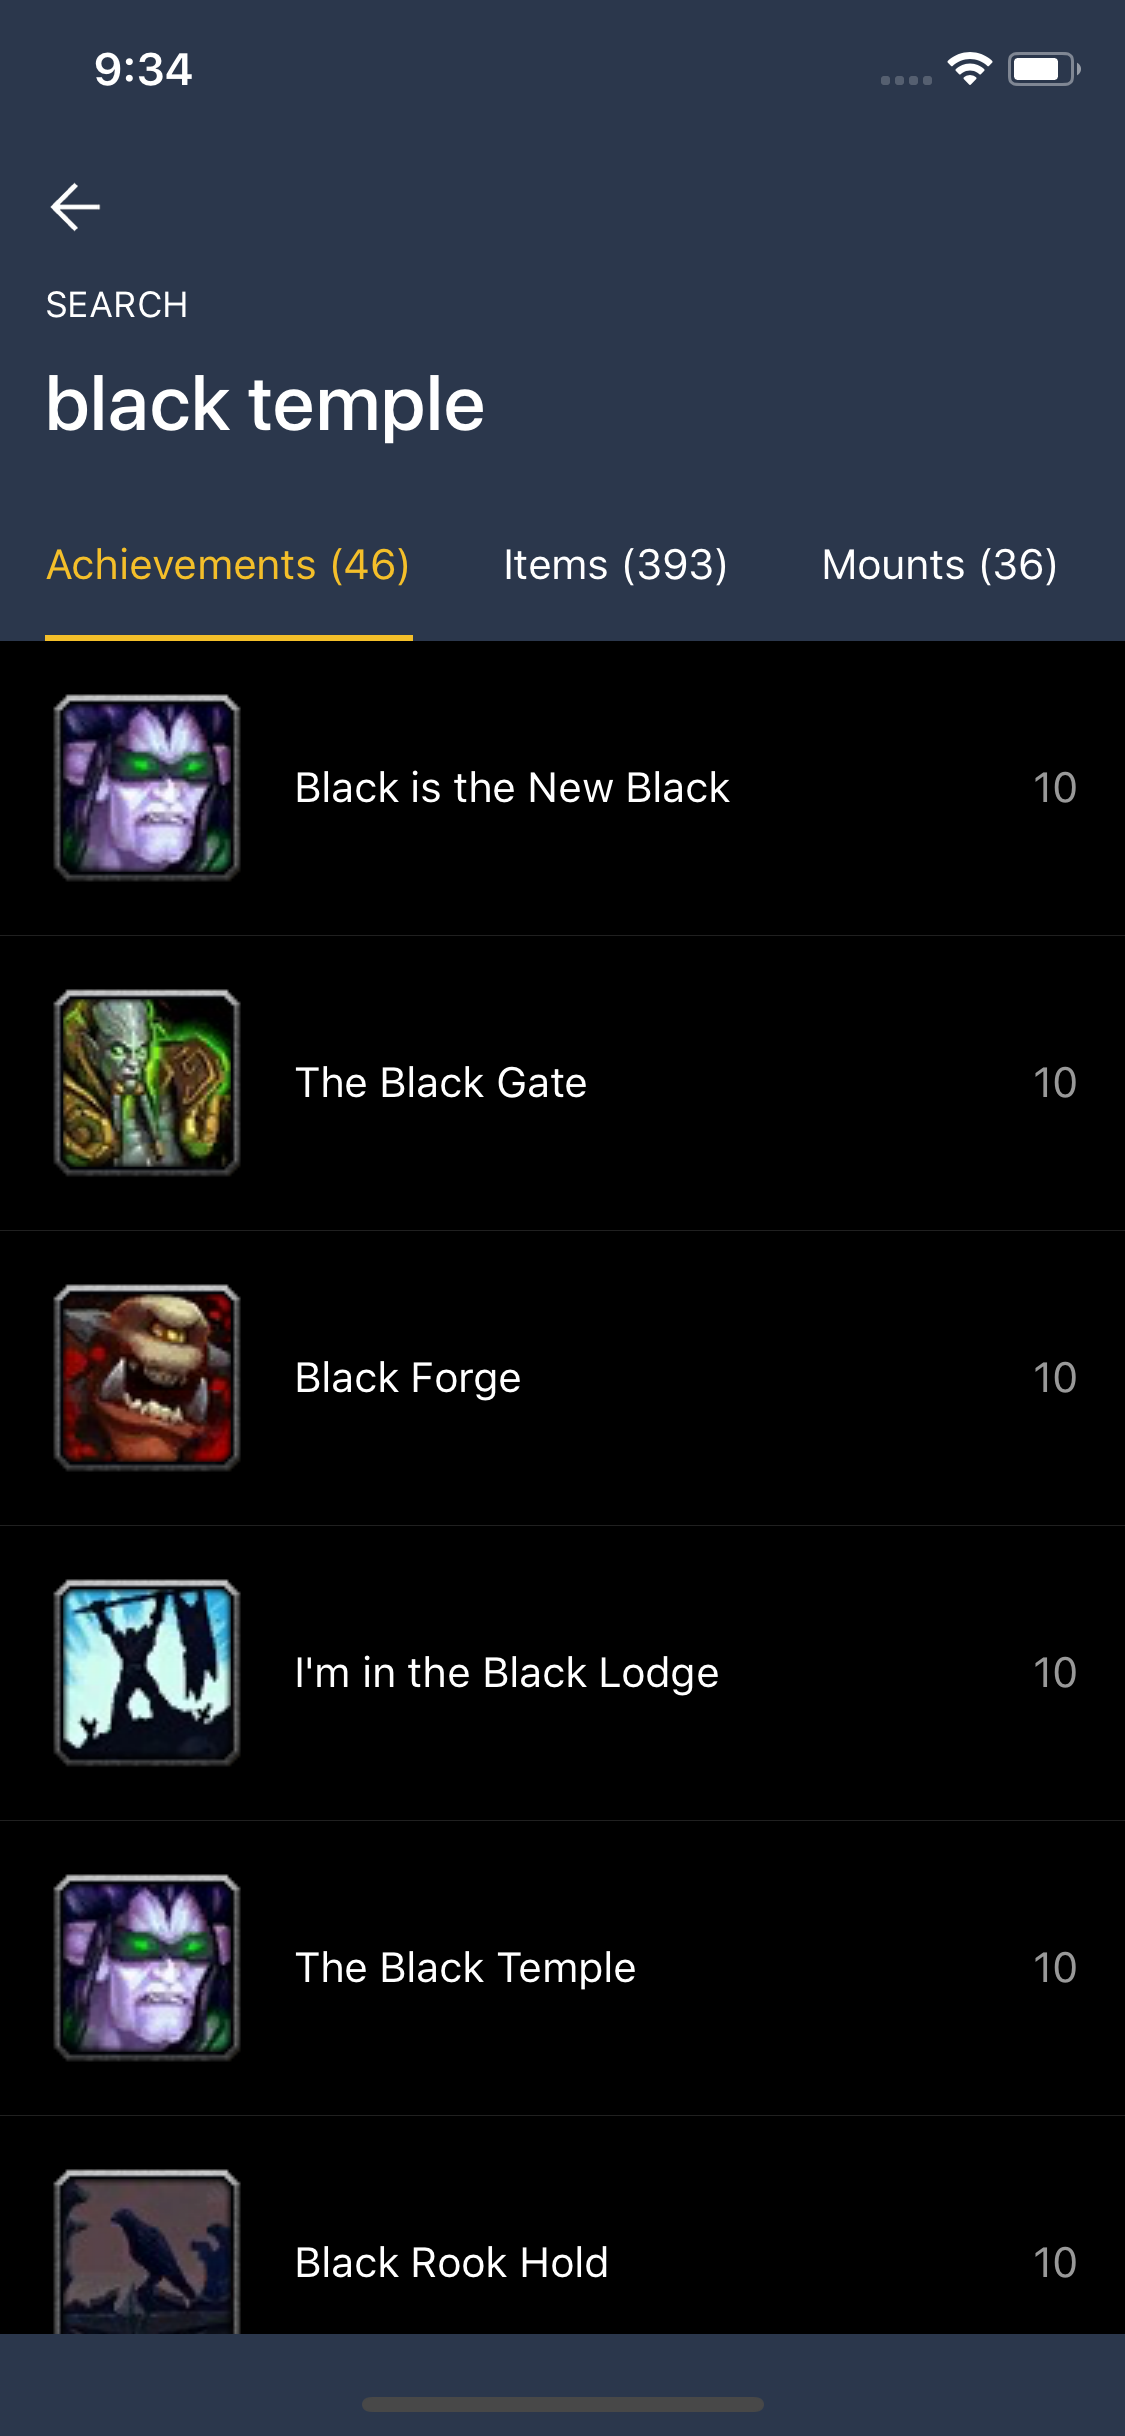 9:34
SEARCH
black temple
Achievements (46) Items (393) Mounts (36)
Black is the New Black 10
The Black Gate 10
Black Forge 10
I'm in the Black Lodge 10
The Black Temple 10
Black Rook Hold 10